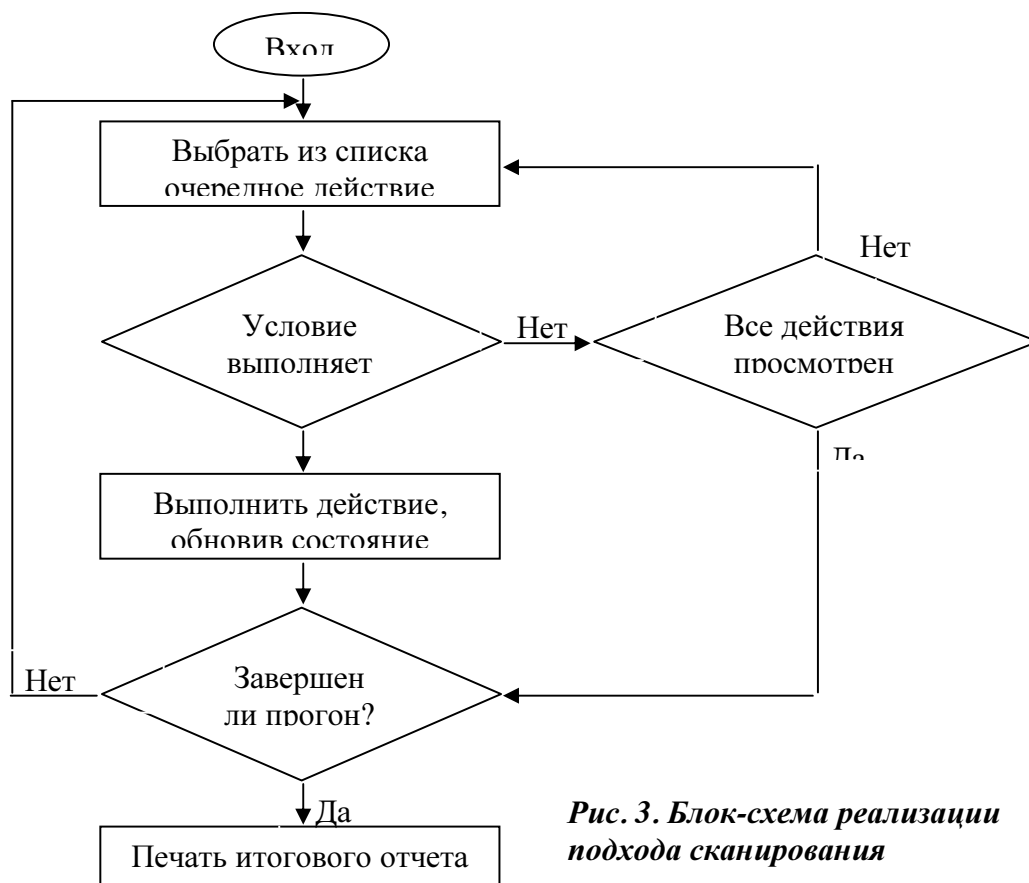 Вход
Выбрать из списка
очередное действие
Условие
выполняет
Нет
Все действия
просмотрен
Нет
Да
Выполнить действие,
обновив состояние
Завершен
ли прогон?
Нет
Да
Печать итогового отчета
Рис. 3. Блок-схема реализации
подхода сканирования